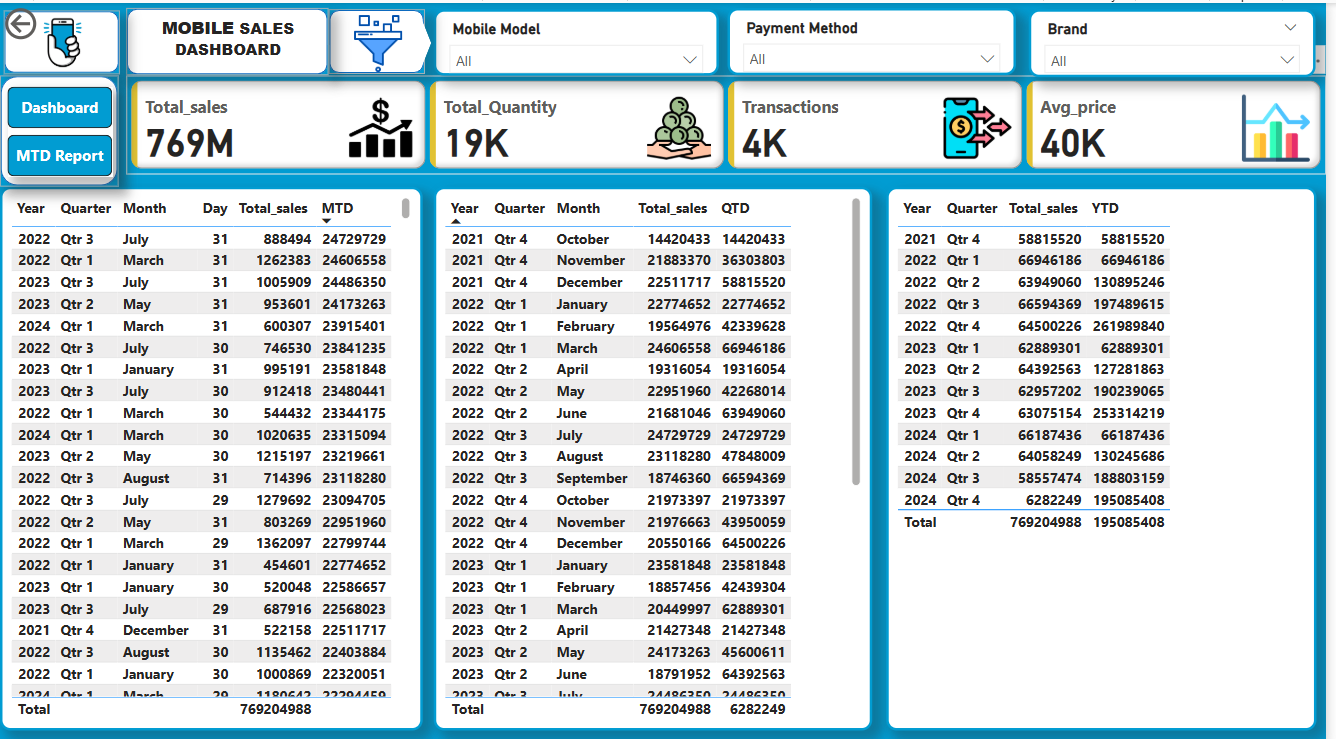 MOBILE SALES
DASHBOARD
Mobile Model
All
Payment Method
All
Brand
All
Dashboard
MTD Report
Total_sales
769M
Total_Quantity
19K
Transactions
4K
Avg_price
40K
Year Quarter Month Day Total_sales MTD
2022 Qtr 3 July 31 888494 24729729
2022 Qtr 1 March 31 1262383 24606558
2023 Qtr 3 July 31 1005909 24486350
2023 Qtr 2 May 31 953601 24173263
2024 Qtr 1 March 31 600307 23915401
2022 Qtr 3 July 30 746530 23841235
2023 Qtr 1 January 31 995191 23581848
2023 Qtr 3 July 30 912418 23480441
2022 Qtr 1 March 30 544432 23344175
2024 Qtr 1 March 30 1020635 23315094
2023 Qtr 2 May 30 1215197 23219661
2022 Qtr 3 August 31 714396 23118280
2022 Qtr 3 July 29 1279692 23094705
2022 Qtr 2 May 31 803269 22951960
2022 Qtr 1 March 29 1362097 22799744
2022 Qtr 1 January 31 454601 22774652
2023 Qtr 1 January 30 520048 22586657
2023 Qtr 3 July 29 687916 22568023
2021 Qtr 4 December 31 522158 22511717
2022 Qtr 3 August 30 1135462 22403884
2022 Qtr 1 January 30 1000869 22320051
2024 Qtr 1 March 29 1180642 22294459
Total 769204988
Year Quarter Month Total_sales QTD
2021 Qtr 4 October 14420433 14420433
2021 Qtr 4 November 21883370 36303803
2021 Qtr 4 December 22511717 58815520
2022 Qtr 1 January 22774652 22774652
2022 Qtr 1 February 19564976 42339628
2022 Qtr 1 March 24606558 66946186
2022 Qtr 2 April 19316054 19316054
2022 Qtr 2 May 22951960 42268014
2022 Qtr 2 June 21681046 63949060
2022 Qtr 3 July 24729729 24729729
2022 Qtr 3 August 23118280 47848009
2022 Qtr 3 September 18746360 66594369
2022 Qtr 4 October 21973397 21973397
2022 Qtr 4 November 21976663 43950059
2022 Qtr 4 December 20550166 64500226
2023 Qtr 1 January 23581848 23581848
2023 Qtr 1 February 18857456 42439304
2023 Qtr 1 March 20449997 62889301
2023 Qtr 2 April 21427348 21427348
2023 Qtr 2 May 24173263 45600611
2023 Qtr 2 June 18791952 64392563
2023 Qtr 3 July 24486350 24486350
Total 769204988 6282249
Year Quarter Total_sales YTD
2021 Qtr 4 58815520 58815520
2022 Qtr 1 66946186 66946186
2022 Qtr 2 63949060 130895246
2022 Qtr 3 66594369 197489615
2022 Qtr 4 64500226 261989840
2023 Qtr 1 62889301 62889301
2023 Qtr 2 64392563 127281863
2023 Qtr 3 62957202 190239065
2023 Qtr 4 63075154 253314219
2024 Qtr 1 66187436 66187436
2024 Qtr 2 64058249 130245686
2024 Qtr 3 58557474 188803159
2024 Qtr 4 6282249 195085408
Total 769204988 195085408